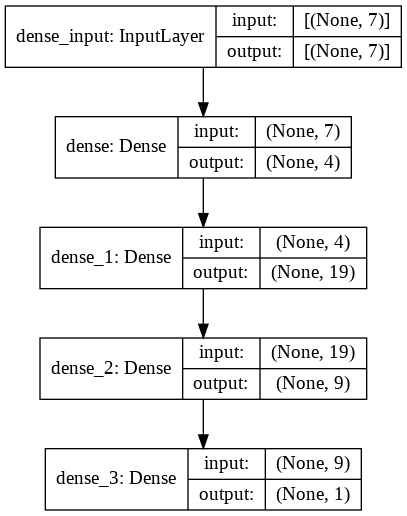 dense_input: InputLayer
input:
[(None, 7)]
output:
[(None, 7)]
dense: Dense
input:
(None, 7)
output:
(None, 4)
dense_1: Dense
input:
(None, 4)
output:
(None, 19)
dense_2: Dense
input:
(None, 19)
output:
(None, 9)
dense_3: Dense
input:
(None, 9)
output:
(None, 1)